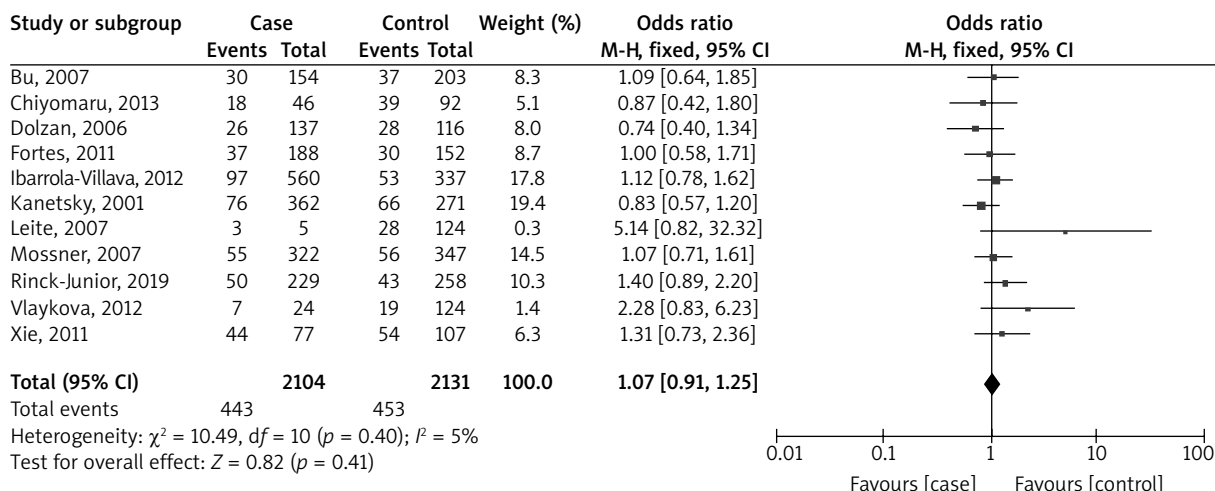 Study or subgroup Case Control Weight (%) Odds ratio Odds ratio
Events Total Events Total M-H, fixed, 95% CI M-H, fixed, 95% CI
Bu, 2007 30 154 37 203 8.3 1.09 [0.64, 1.85]
Chiyomaru, 2013 18 46 39 92 5.1 0.87 [0.42, 1.80]
Dolzan, 2006 26 137 28 116 8.0 0.74 [0.40, 1.34]
Fortes, 2011 37 188 30 152 8.7 1.00 [0.58, 1.71]
Ibarrola-Villava, 2012 97 560 53 337 17.8 1.12 [0.78, 1.62]
Kanetsky, 2001 76 362 66 271 19.4 0.83 [0.57, 1.20]
Leite, 2007 3 5 28 124 0.3 5.14 [0.82, 32.32]
Mossner, 2007 55 322 56 347 14.5 1.07 [0.71, 1.61]
Rinck-Junior, 2019 50 229 43 258 10.3 1.40 [0.89, 2.20]
Vlaykova, 2012 7 24 19 124 1.4 2.28 [0.83, 6.23]
Xie, 2011 44 77 54 107 6.3 1.31 [0.73, 2.36]
Total (95% CI) 2104 2131 100.0 1.07 [0.91, 1.25]
Total events 443 453
Heterogeneity: χ² = 10.49, df = 10 (p = 0.40); I² = 5%
Test for overall effect: Z = 0.82 (p = 0.41)
0.01 0.1 1 10 100
Favours [case] Favours [control]